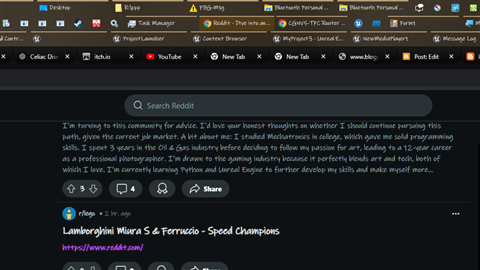 Desktop
FBG-Mtg
Bluetooth Personal ...
Bluetooth Personal ...
Task Manager
Reddit - Dive into an...
FGHVS-TFC Router ...
Form1
d Contr...
ProjectLauncher
Content Browser
MyProject3 - Unreal E...
NewMediaPlayer1
Message Log
Celiac Dis
itch.io
YouTube
New Tab
New Tab
www.blog
Post: Edit
Search Reddit
I'm turning to this community for advice. I'd love your honest thoughts on whether I should continue pursuing this
path, given the current job market. A bit about me: I studied Mechatronics in college, which gave me solid programming
skills. I spent 3 years in the Oil & Gas industry before deciding to follow my passion for art, leading to a 12-year career
as a professional photographer. I'm drawn to the gaming industry because it perfectly blends art and tech, both of
which I love. I'm currently learning Python and Unreal Engine to further develop my skills and make myself more...
3
4
Share
r/lego • 2 hr. ago
Lamborghini Miura S & Ferruccio - Speed Champions
https://www.reddit.com/